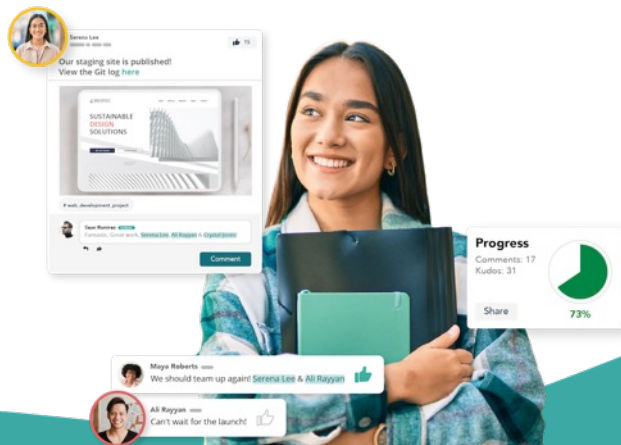 Serena Lee
15
Our staging site is published!
View the Git log here
SUSTAINABLE
DESIGN
SOLUTIONS
# web_development_project
Sean Ramirez
Fantastic, Great work, Serena Lee, Ali Rayyan & Crystal Jones
Comment
Progress
Comments: 17
Kudos: 31
Share
73%
Maya Roberts
We should team up again! Serena Lee & Ali Rayyan
Ali Rayyan
Can't wait for the launch!